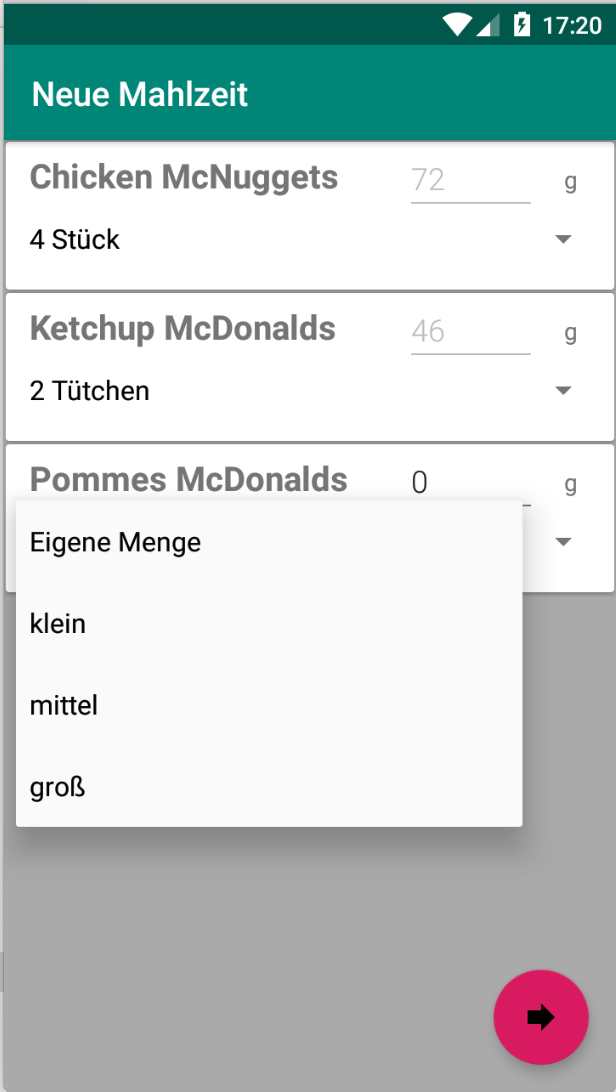 17:20
Neue Mahlzeit
Chicken McNuggets 72 g
4 Stück
Ketchup McDonalds 46 g
2 Tütchen
Pommes McDonalds 0 g
Eigene Menge
klein
mittel
groß